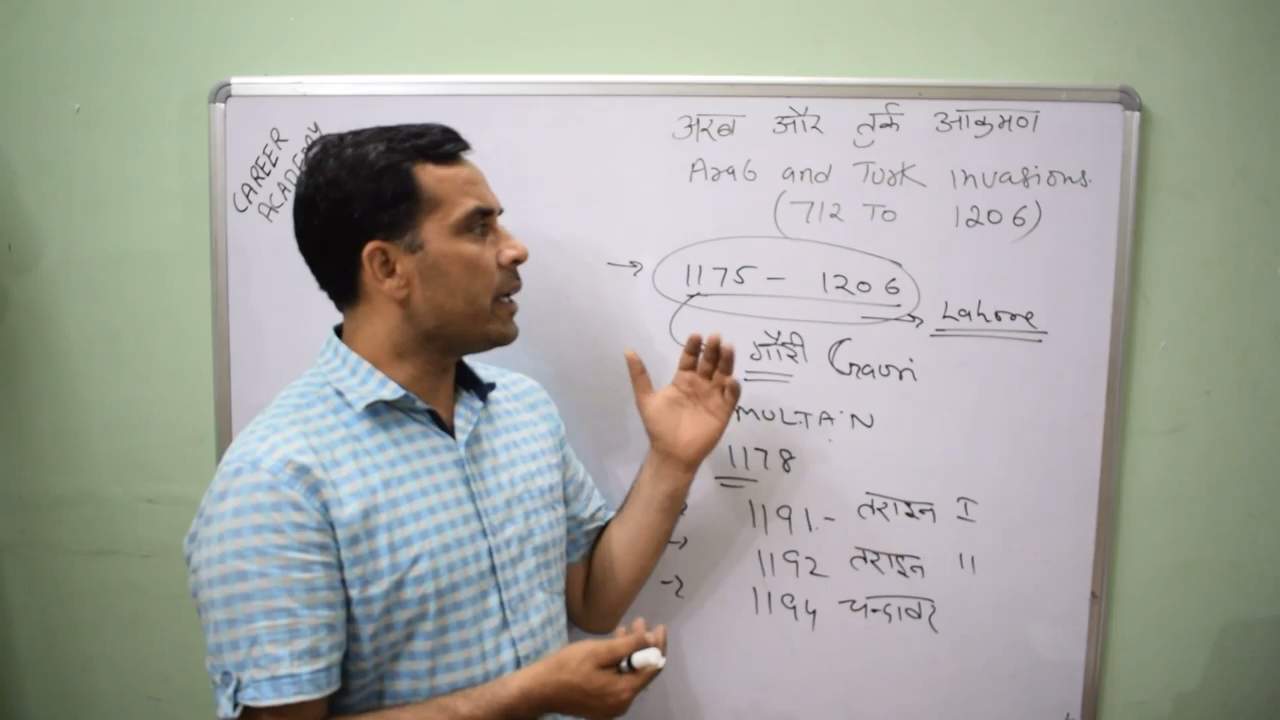 CAREER
ACADEMY
अरब और तुर्क आक्रमण
Arab and Turk invasions.
(712 To 1206)
→ 1175 - 1206
→ Lahore
गौरी Gauri
MULTAN
1178
1191 - तराइन I
→ 1192 तराइन II
→ 1194 चन्दावर